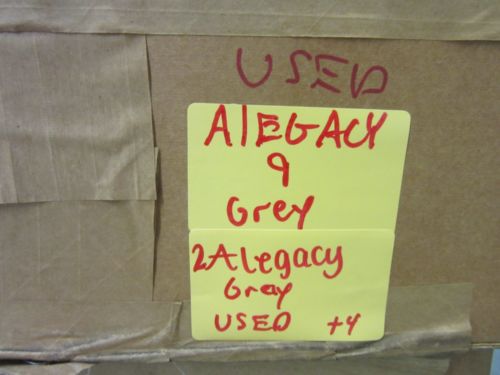 USED
AlEGACY
9
Grey
2Alegacy
Gray
USED +4